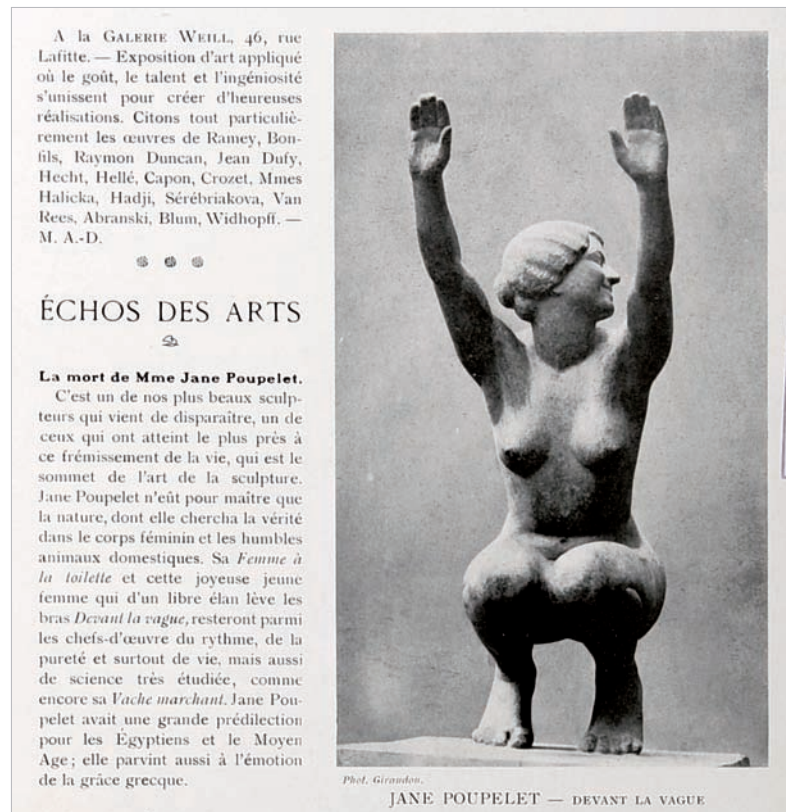 A la GALERIE WEILL, 46, rue
Lafitte. — Exposition d'art appliqué
où le goût, le talent et l'ingéniosité
s'unissent pour créer d'heureuses
réalisations. Citons tout particuliè-
rement les œuvres de Ramey, Bon-
fils, Raymon Duncan, Jean Dufy,
Hecht, Hellé, Capon, Crozet, Mmes
Halicka, Hadji, Sérébriakova, Van
Rees, Abranski, Blum, Widhopff. —
M. A.-D.
ÉCHOS DES ARTS
La mort de Mme Jane Poupelet.
C'est un de nos plus beaux sculp-
teurs qui vient de disparaître, un de
ceux qui ont atteint le plus près à
ce frémissement de la vie, qui est le
sommet de l'art de la sculpture.
Jane Poupelet n'eût pour maître que
la nature, dont elle chercha la vérité
dans le corps féminin et les humbles
animaux domestiques. Sa Femme à
la toilette et cette joyeuse jeune
femme qui d'un libre élan lève les
bras Devant la vague, resteront parmi
les chefs-d'œuvre du rythme, de la
pureté et surtout de vie, mais aussi
de science très étudiée, comme
encore sa Vache marchant. Jane Pou-
pelet avait une grande prédilection
pour les Égyptiens et le Moyen
Age; elle parvint aussi à l'émotion
de la grâce grecque.
Phot. Giraudon.
JANE POUPELET — DEVANT LA VAGUE